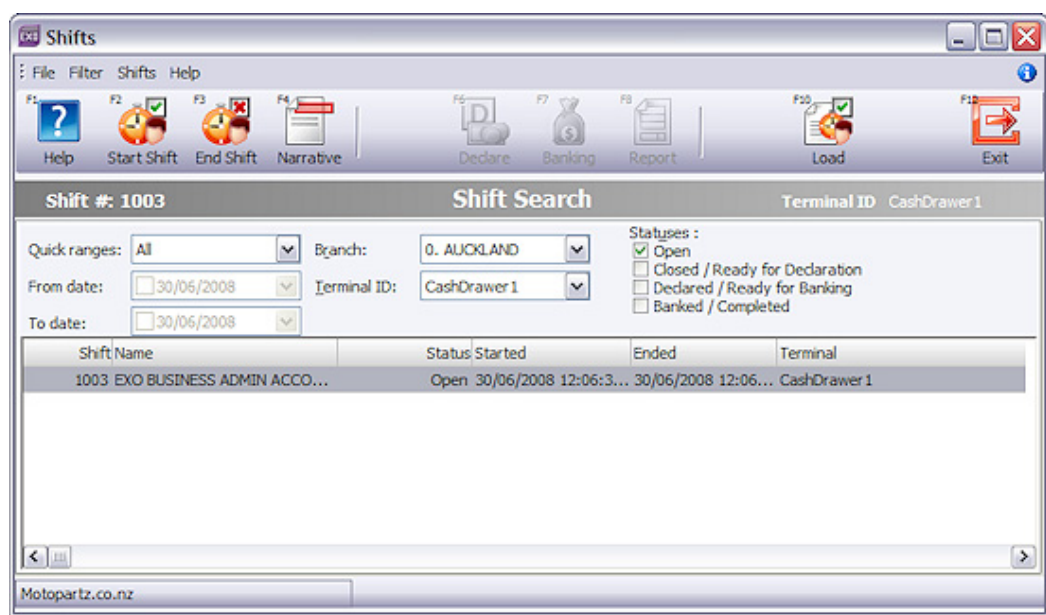 EXO Shifts
File Filter Shifts Help
F1 F2 F3 F4 F6 F7 F8 F10 F12
Help Start Shift End Shift Narrative Declare Banking Report Load Exit
Shift #: 1003 Shift Search Terminal ID CashDrawer1
Quick ranges: All Branch: 0. AUCKLAND Statuses :
Open
Closed / Ready for Declaration
From date: 30/06/2008 Terminal ID: CashDrawer1 Declared / Ready for Banking
Banked / Completed
To date: 30/06/2008
Shift Name Status Started Ended Terminal
1003 EXO BUSINESS ADMIN ACCO... Open 30/06/2008 12:06:3... 30/06/2008 12:06... CashDrawer1
Motopartz.co.nz